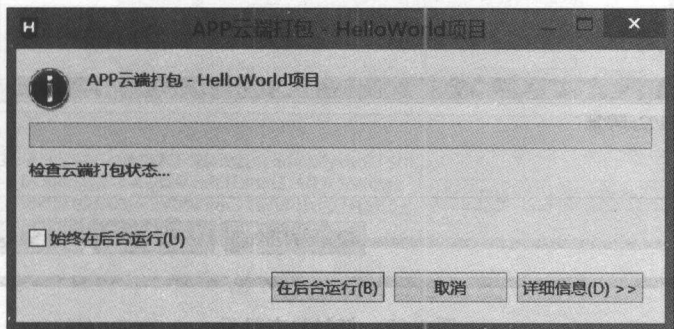 H
APP云端打包 - HelloWorld项目
APP云端打包 - HelloWorld项目
检查云端打包状态...
始终在后台运行(U)
在后台运行(B)
取消
详细信息(D) >>